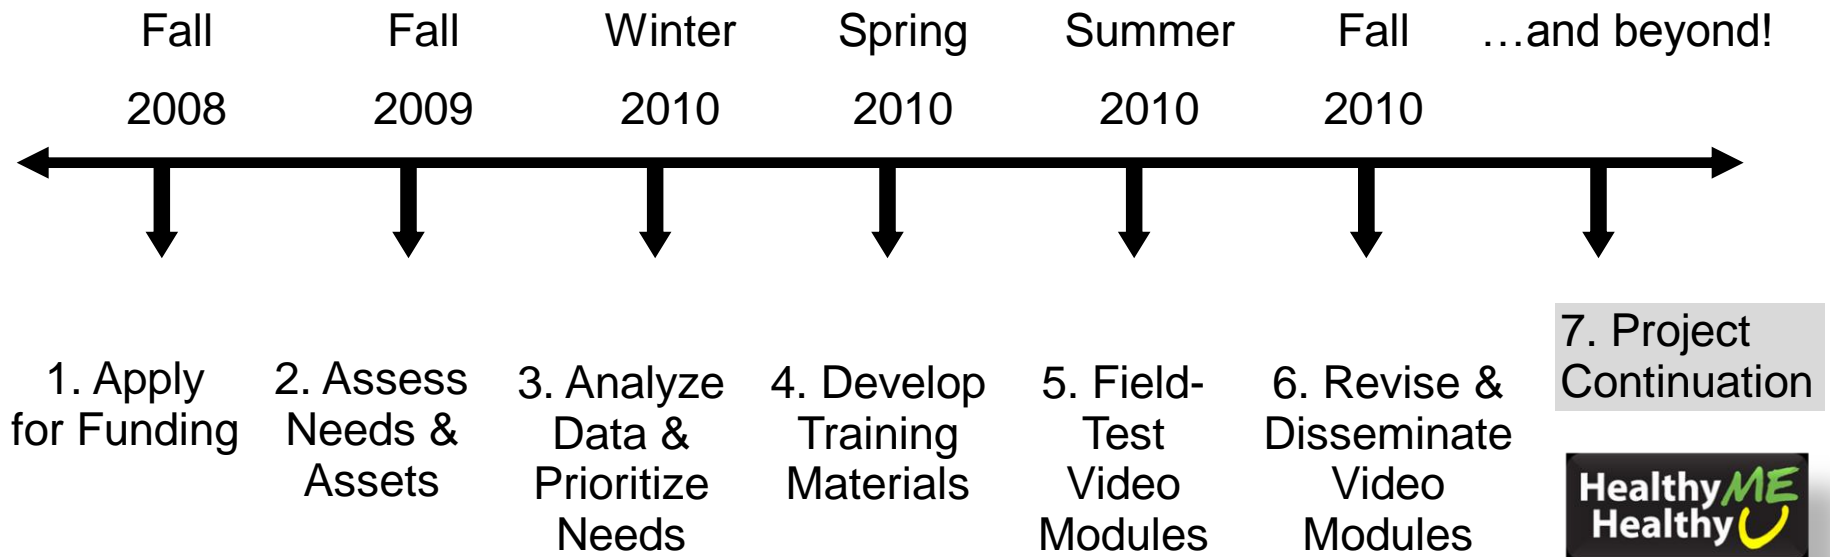 Fall Fall Winter Spring Summer Fall …and beyond!
2008 2009 2010 2010 2010 2010
1. Apply
for Funding
2. Assess
Needs &
Assets
3. Analyze
Data &
Prioritize
Needs
4. Develop
Training
Materials
5. Field-
Test
Video
Modules
6. Revise &
Disseminate
Video
Modules
7. Project
Continuation
Healthy ME
Healthy U